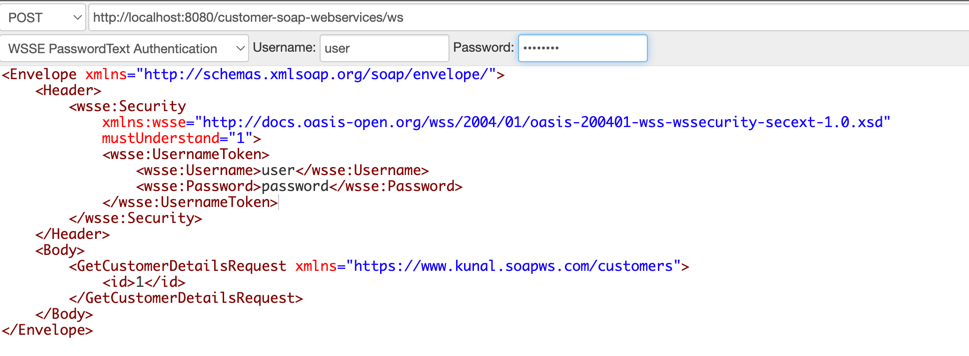 POST http://localhost:8080/customer-soap-webservices/ws
WSSE PasswordText Authentication Username: user Password: ••••••••
<Envelope xmlns="http://schemas.xmlsoap.org/soap/envelope/">
    <Header>
        <wsse:Security
            xmlns:wsse="http://docs.oasis-open.org/wss/2004/01/oasis-200401-wss-wssecurity-secext-1.0.xsd"
            mustUnderstand="1">
            <wsse:UsernameToken>
                <wsse:Username>user</wsse:Username>
                <wsse:Password>password</wsse:Password>
            </wsse:UsernameToken>
        </wsse:Security>
    </Header>
    <Body>
        <GetCustomerDetailsRequest xmlns="https://www.kunal.soapws.com/customers">
            <id>1</id>
        </GetCustomerDetailsRequest>
    </Body>
</Envelope>